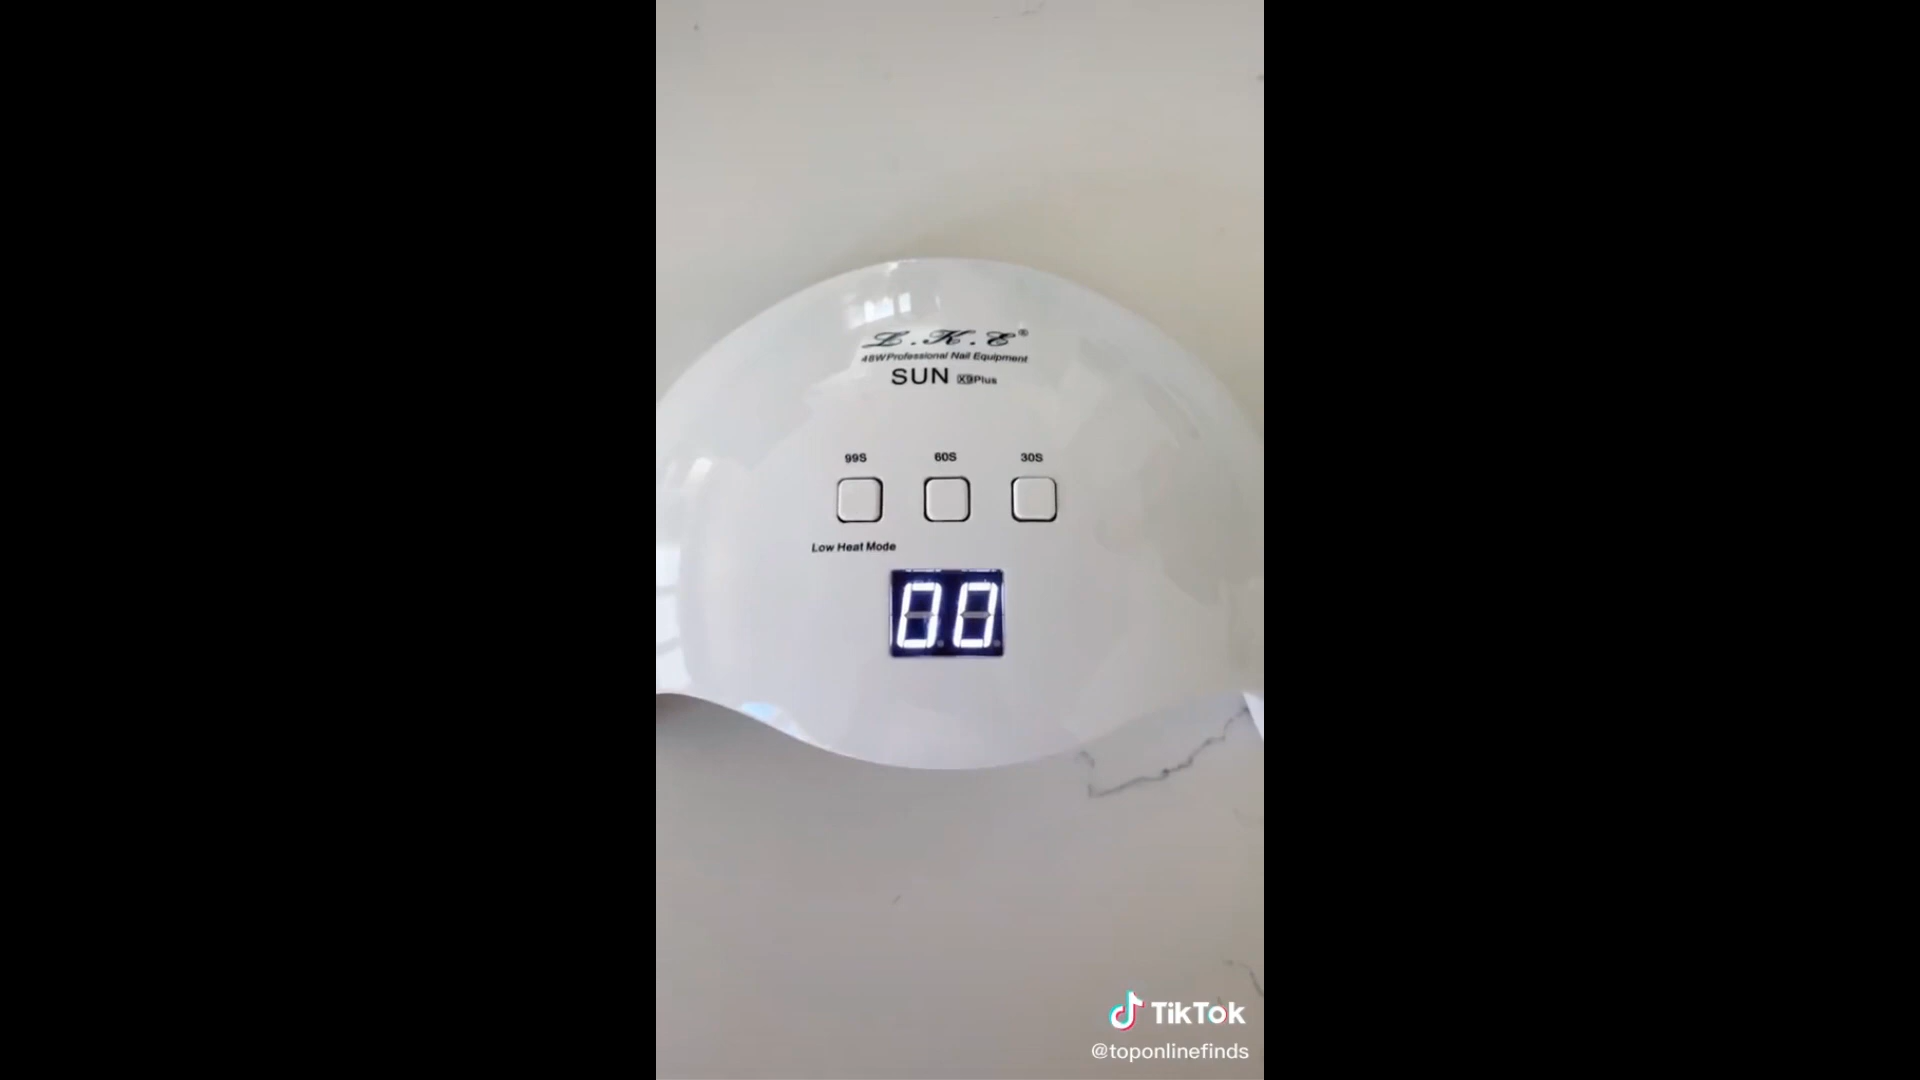 L.K.E®
48W Professional Nail Equipment
SUN X9Plus
99S 60S 30S
Low Heat Mode
00
TikTok
@toponlinefinds